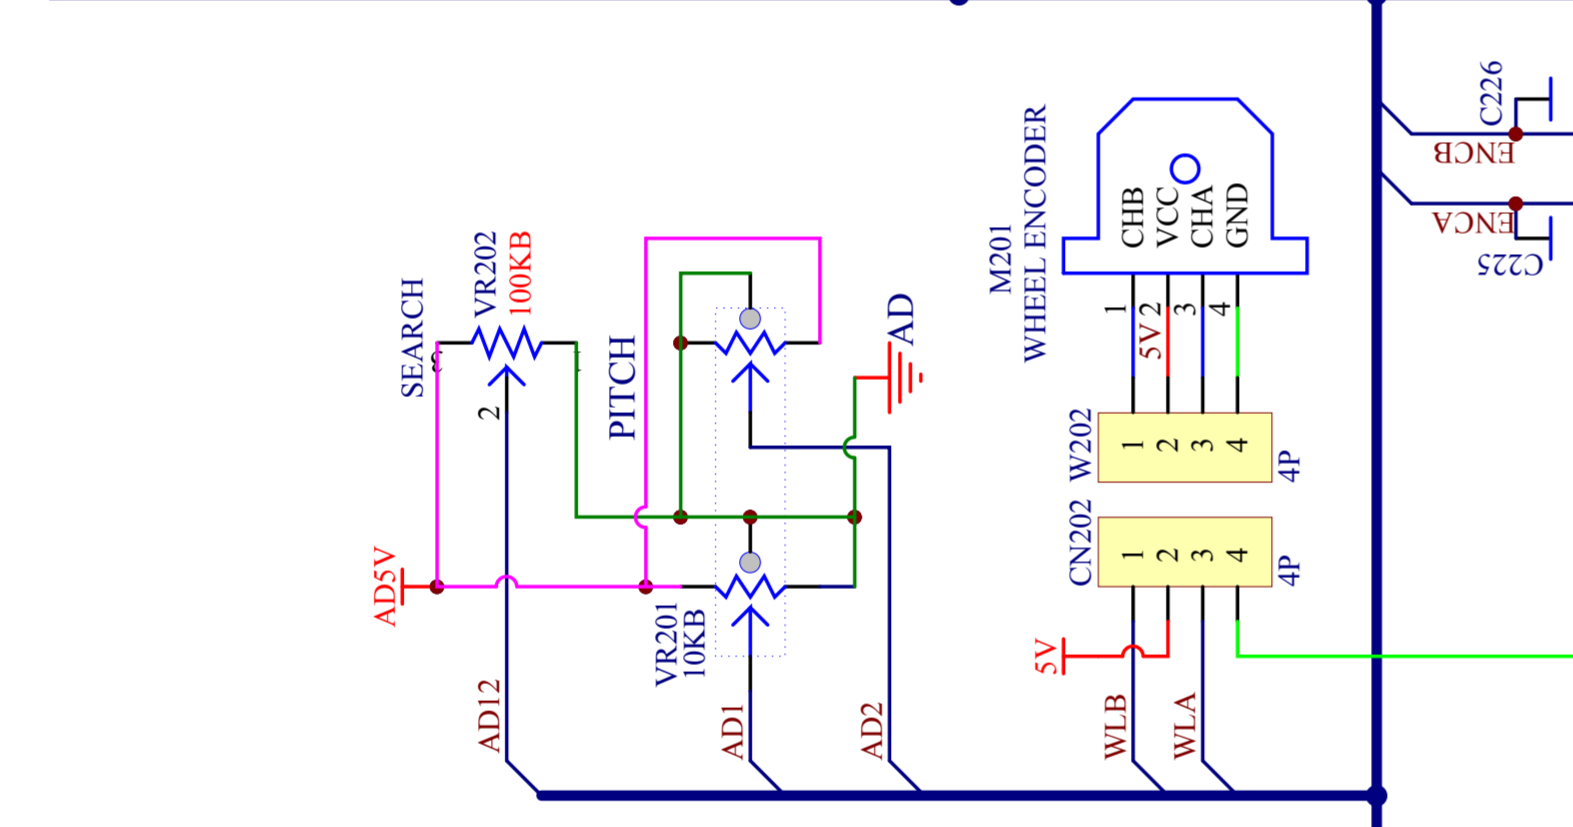 SEARCH
VR202
100KB
2
1
PITCH
AD
AD5V
VR201
10KB
AD12
AD1
AD2
M201
WHEEL ENCODER
CHB
VCC
CHA
GND
1
2
3
4
5V
W202
1
2
3
4
4P
CN202
1
2
3
4
4P
5V
WLB
WLA
C226
ENCB
ENCA
C225